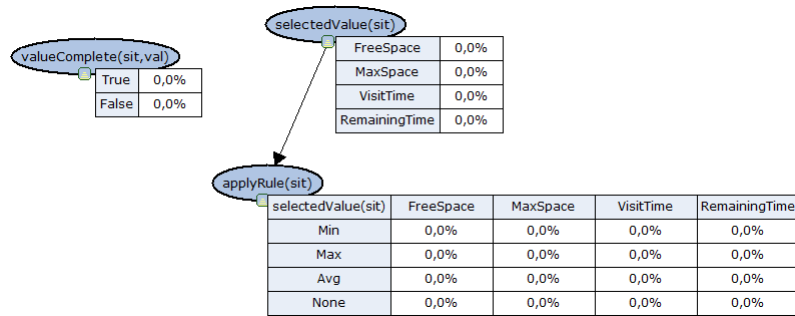 selectedValue(sit)
valueComplete(sit,val)
FreeSpace 0,0%
MaxSpace 0,0%
VisitTime 0,0%
RemainingTime 0,0%
True 0,0%
False 0,0%
applyRule(sit)
selectedValue(sit) FreeSpace MaxSpace VisitTime RemainingTime
Min 0,0% 0,0% 0,0% 0,0%
Max 0,0% 0,0% 0,0% 0,0%
Avg 0,0% 0,0% 0,0% 0,0%
None 0,0% 0,0% 0,0% 0,0%